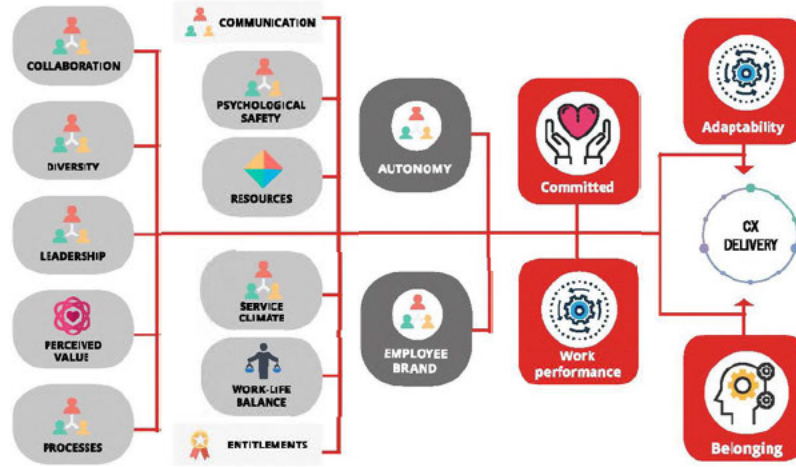 COLLABORATION
DIVERSITY
LEADERSHIP
PERCEIVED
VALUE
PROCESSES
COMMUNICATION
PSYCHOLOGICAL
SAFETY
RESOURCES
SERVICE
CLIMATE
WORK-LIFE
BALANCE
ENTITLEMENTS
AUTONOMY
EMPLOYEE
BRAND
Committed
Work
performance
Adaptability
CX
DELIVERY
Belonging